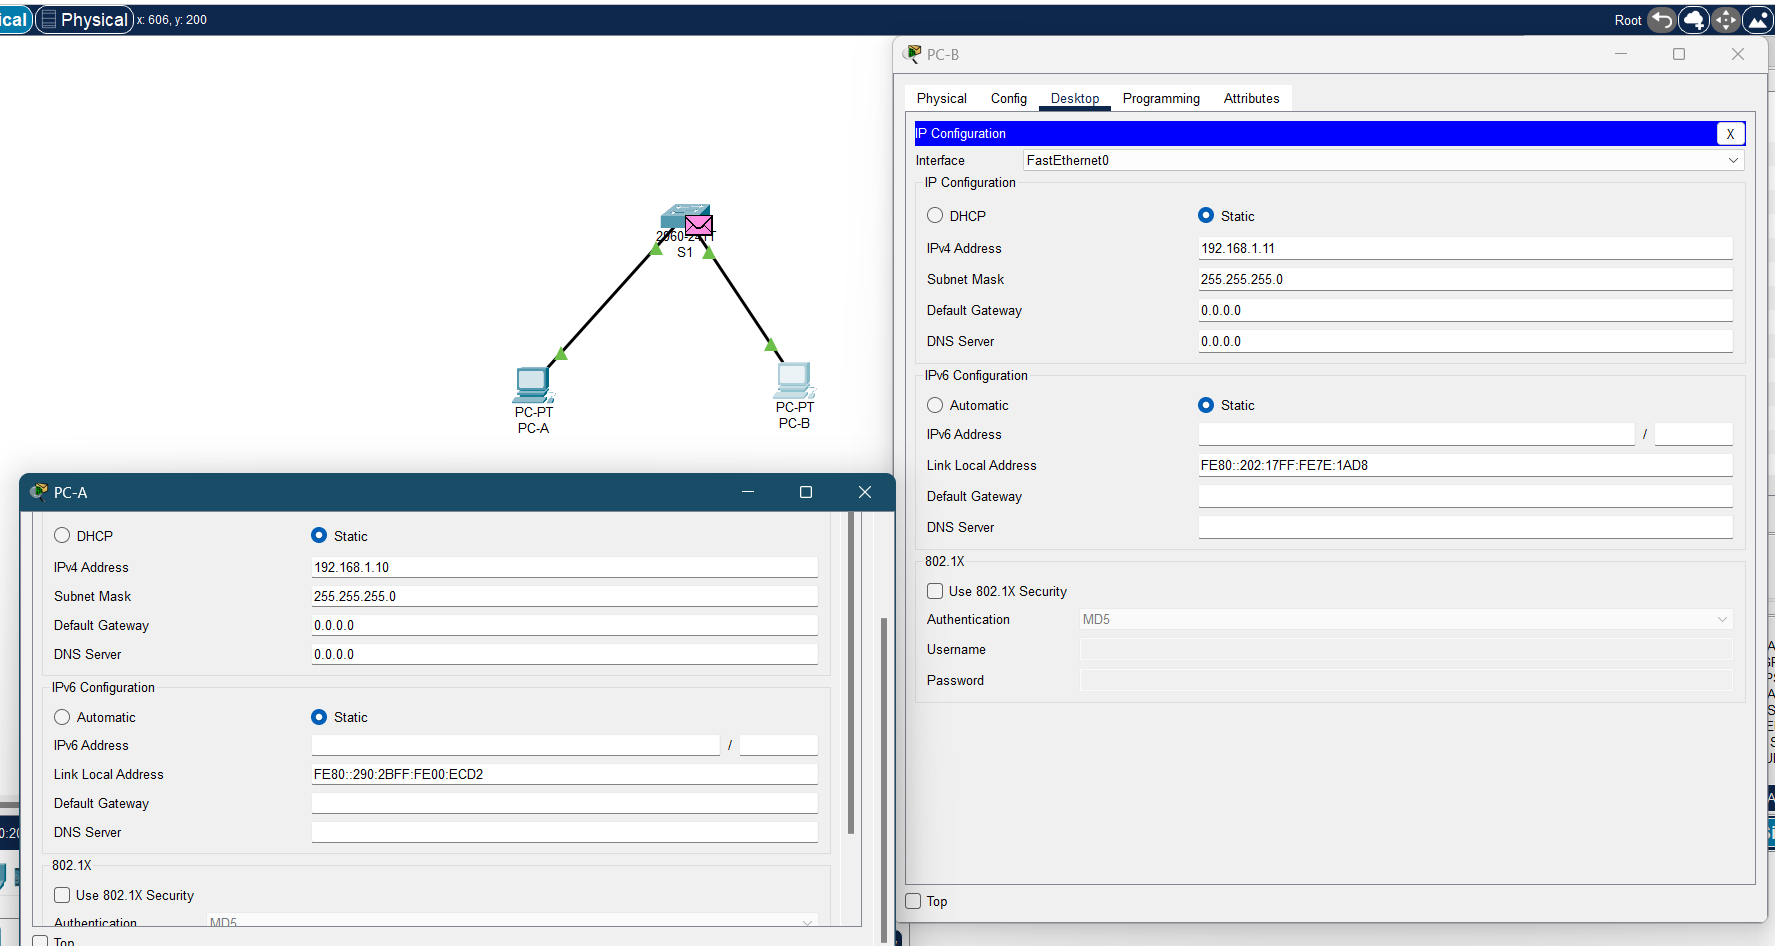 Physical x: 606, y: 200
Root
2960-24TT
S1
PC-PT
PC-A
PC-PT
PC-B
PC-B
Physical Config Desktop Programming Attributes
IP Configuration X
Interface FastEthernet0
IP Configuration
DHCP Static
IPv4 Address 192.168.1.11
Subnet Mask 255.255.255.0
Default Gateway 0.0.0.0
DNS Server 0.0.0.0
IPv6 Configuration
Automatic Static
IPv6 Address /
Link Local Address FE80::202:17FF:FE7E:1AD8
Default Gateway
DNS Server
802.1X
Use 802.1X Security
Authentication MD5
Username
Password
Top
PC-A
DHCP Static
IPv4 Address 192.168.1.10
Subnet Mask 255.255.255.0
Default Gateway 0.0.0.0
DNS Server 0.0.0.0
IPv6 Configuration
Automatic Static
IPv6 Address /
Link Local Address FE80::290:2BFF:FE00:ECD2
Default Gateway
DNS Server
802.1X
Use 802.1X Security
Authentication MD5
Top